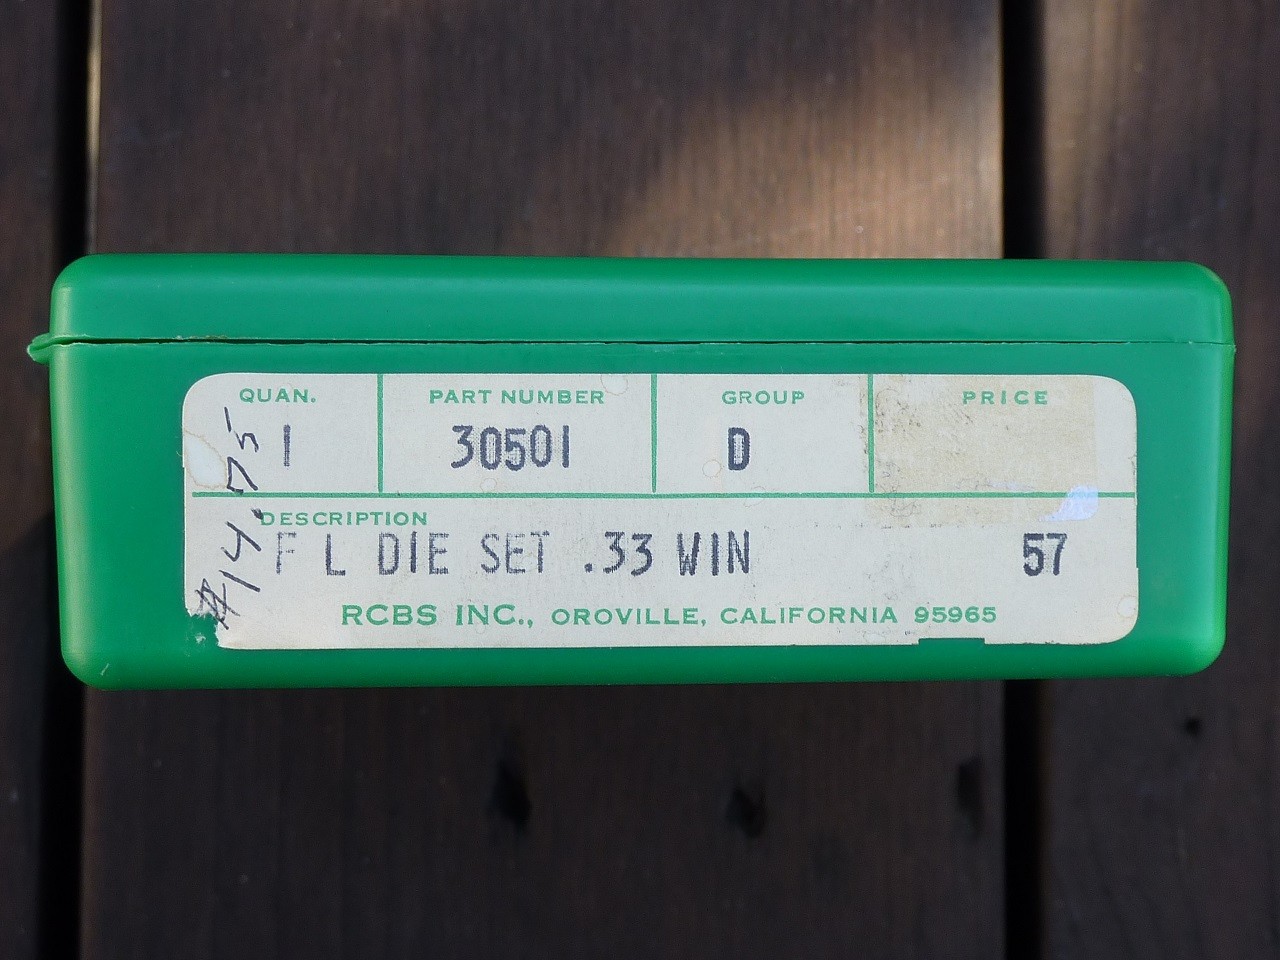 QUAN. PART NUMBER GROUP PRICE
1 30501 D
DESCRIPTION
F L DIE SET .33 WIN 57
RCBS INC., OROVILLE, CALIFORNIA 95965
$14.75